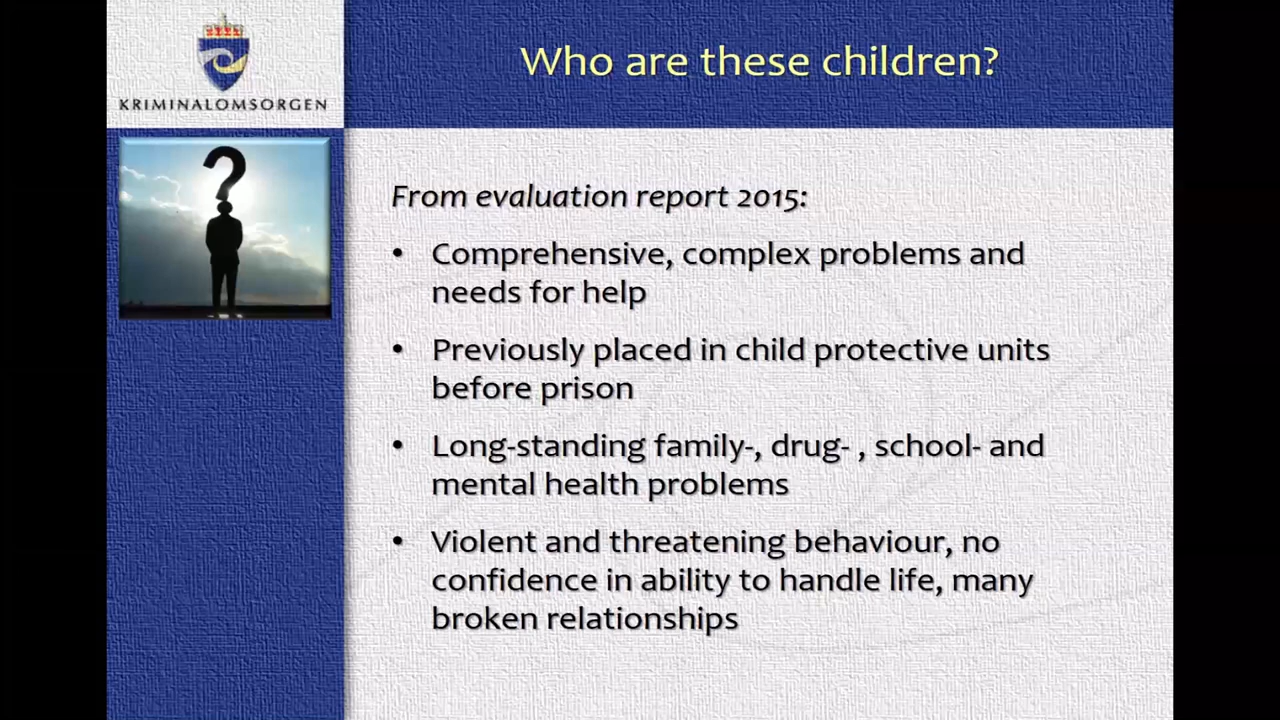 KRIMINALOMSORGEN
Who are these children?
?
From evaluation report 2015:
• Comprehensive, complex problems and
needs for help
• Previously placed in child protective units
before prison
• Long-standing family-, drug- , school- and
mental health problems
• Violent and threatening behaviour, no
confidence in ability to handle life, many
broken relationships